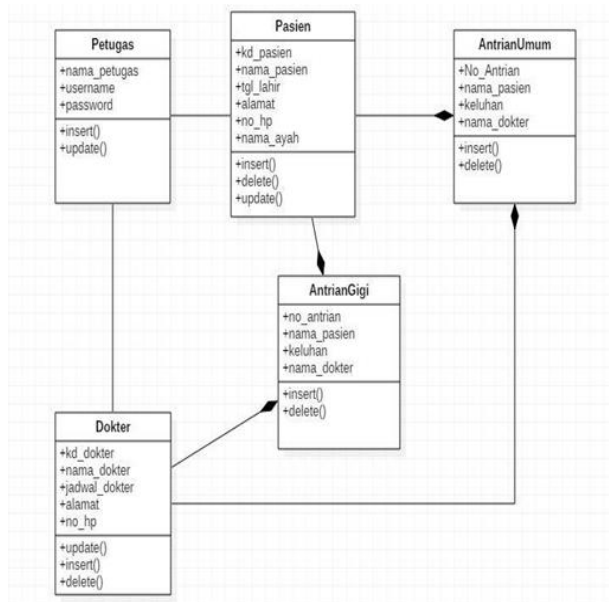 Petugas
+nama_petugas
+username
+password
+insert()
+update()
Pasien
+kd_pasien
+nama_pasien
+tgl_lahir
+alamat
+no_hp
+nama_ayah
+insert()
+delete()
+update()
AntrianUmum
+No_Antrian
+nama_pasien
+keluhan
+nama_dokter
+insert()
+delete()
AntrianGigi
+no_antrian
+nama_pasien
+keluhan
+nama_dokter
+insert()
+delete()
Dokter
+kd_dokter
+nama_dokter
+jadwal_dokter
+alamat
+no_hp
+update()
+insert()
+delete()